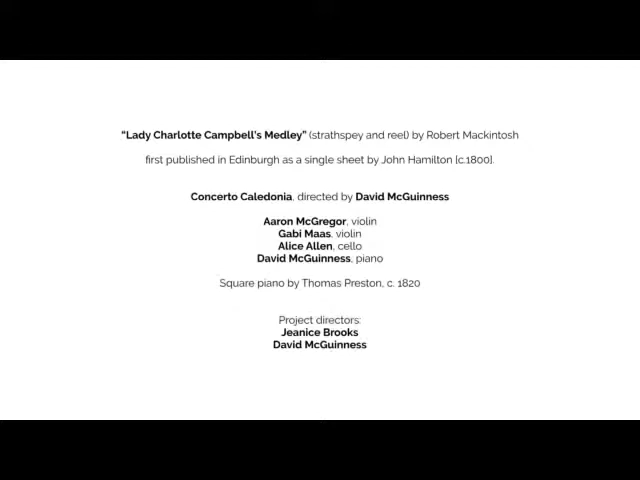 “Lady Charlotte Campbell’s Medley” (strathspey and reel) by Robert Mackintosh
first published in Edinburgh as a single sheet by John Hamilton [c.1800].
Concerto Caledonia, directed by David McGuinness
Aaron McGregor, violin
Gabi Maas, violin
Alice Allen, cello
David McGuinness, piano
Square piano by Thomas Preston, c. 1820
Project directors:
Jeanice Brooks
David McGuinness